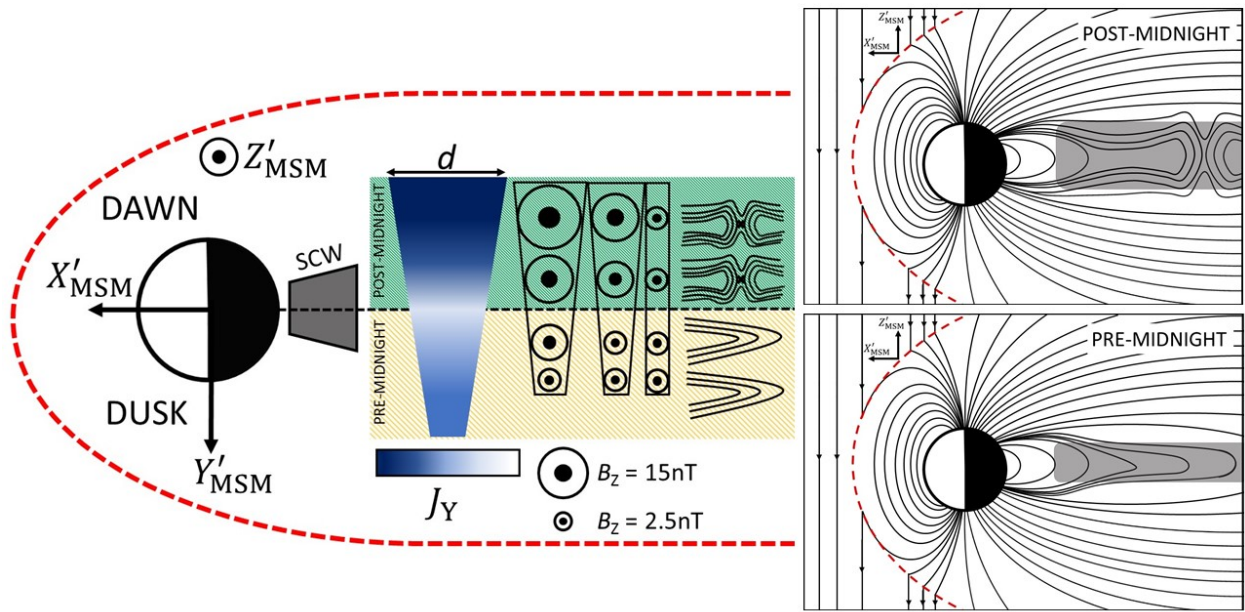 Z′MSM
DAWN
X′MSM
DUSK
Y′MSM
SCW
d
POST-MIDNIGHT
PRE-MIDNIGHT
JY
BZ = 15nT
BZ = 2.5nT
Z′MSM
X′MSM
POST-MIDNIGHT
Z′MSM
X′MSM
PRE-MIDNIGHT